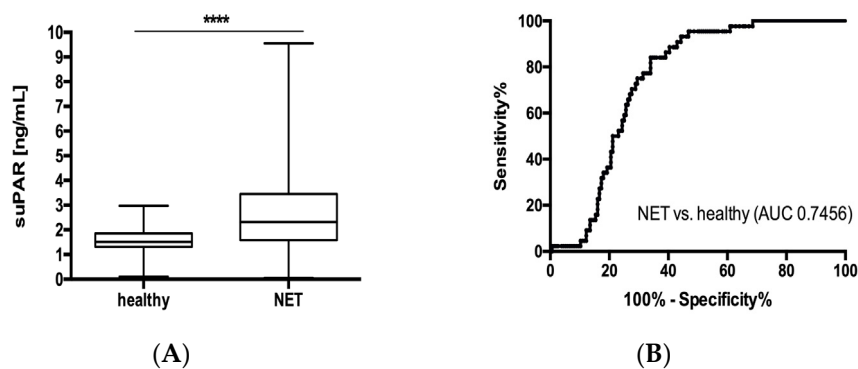 ****
10
9
8
7
6
5
4
3
2
1
0
suPAR [ng/mL]
healthy NET
(A)
100
80
60
40
20
0
Sensitivity%
NET vs. healthy (AUC 0.7456)
0 20 40 60 80 100
100% - Specificity%
(B)